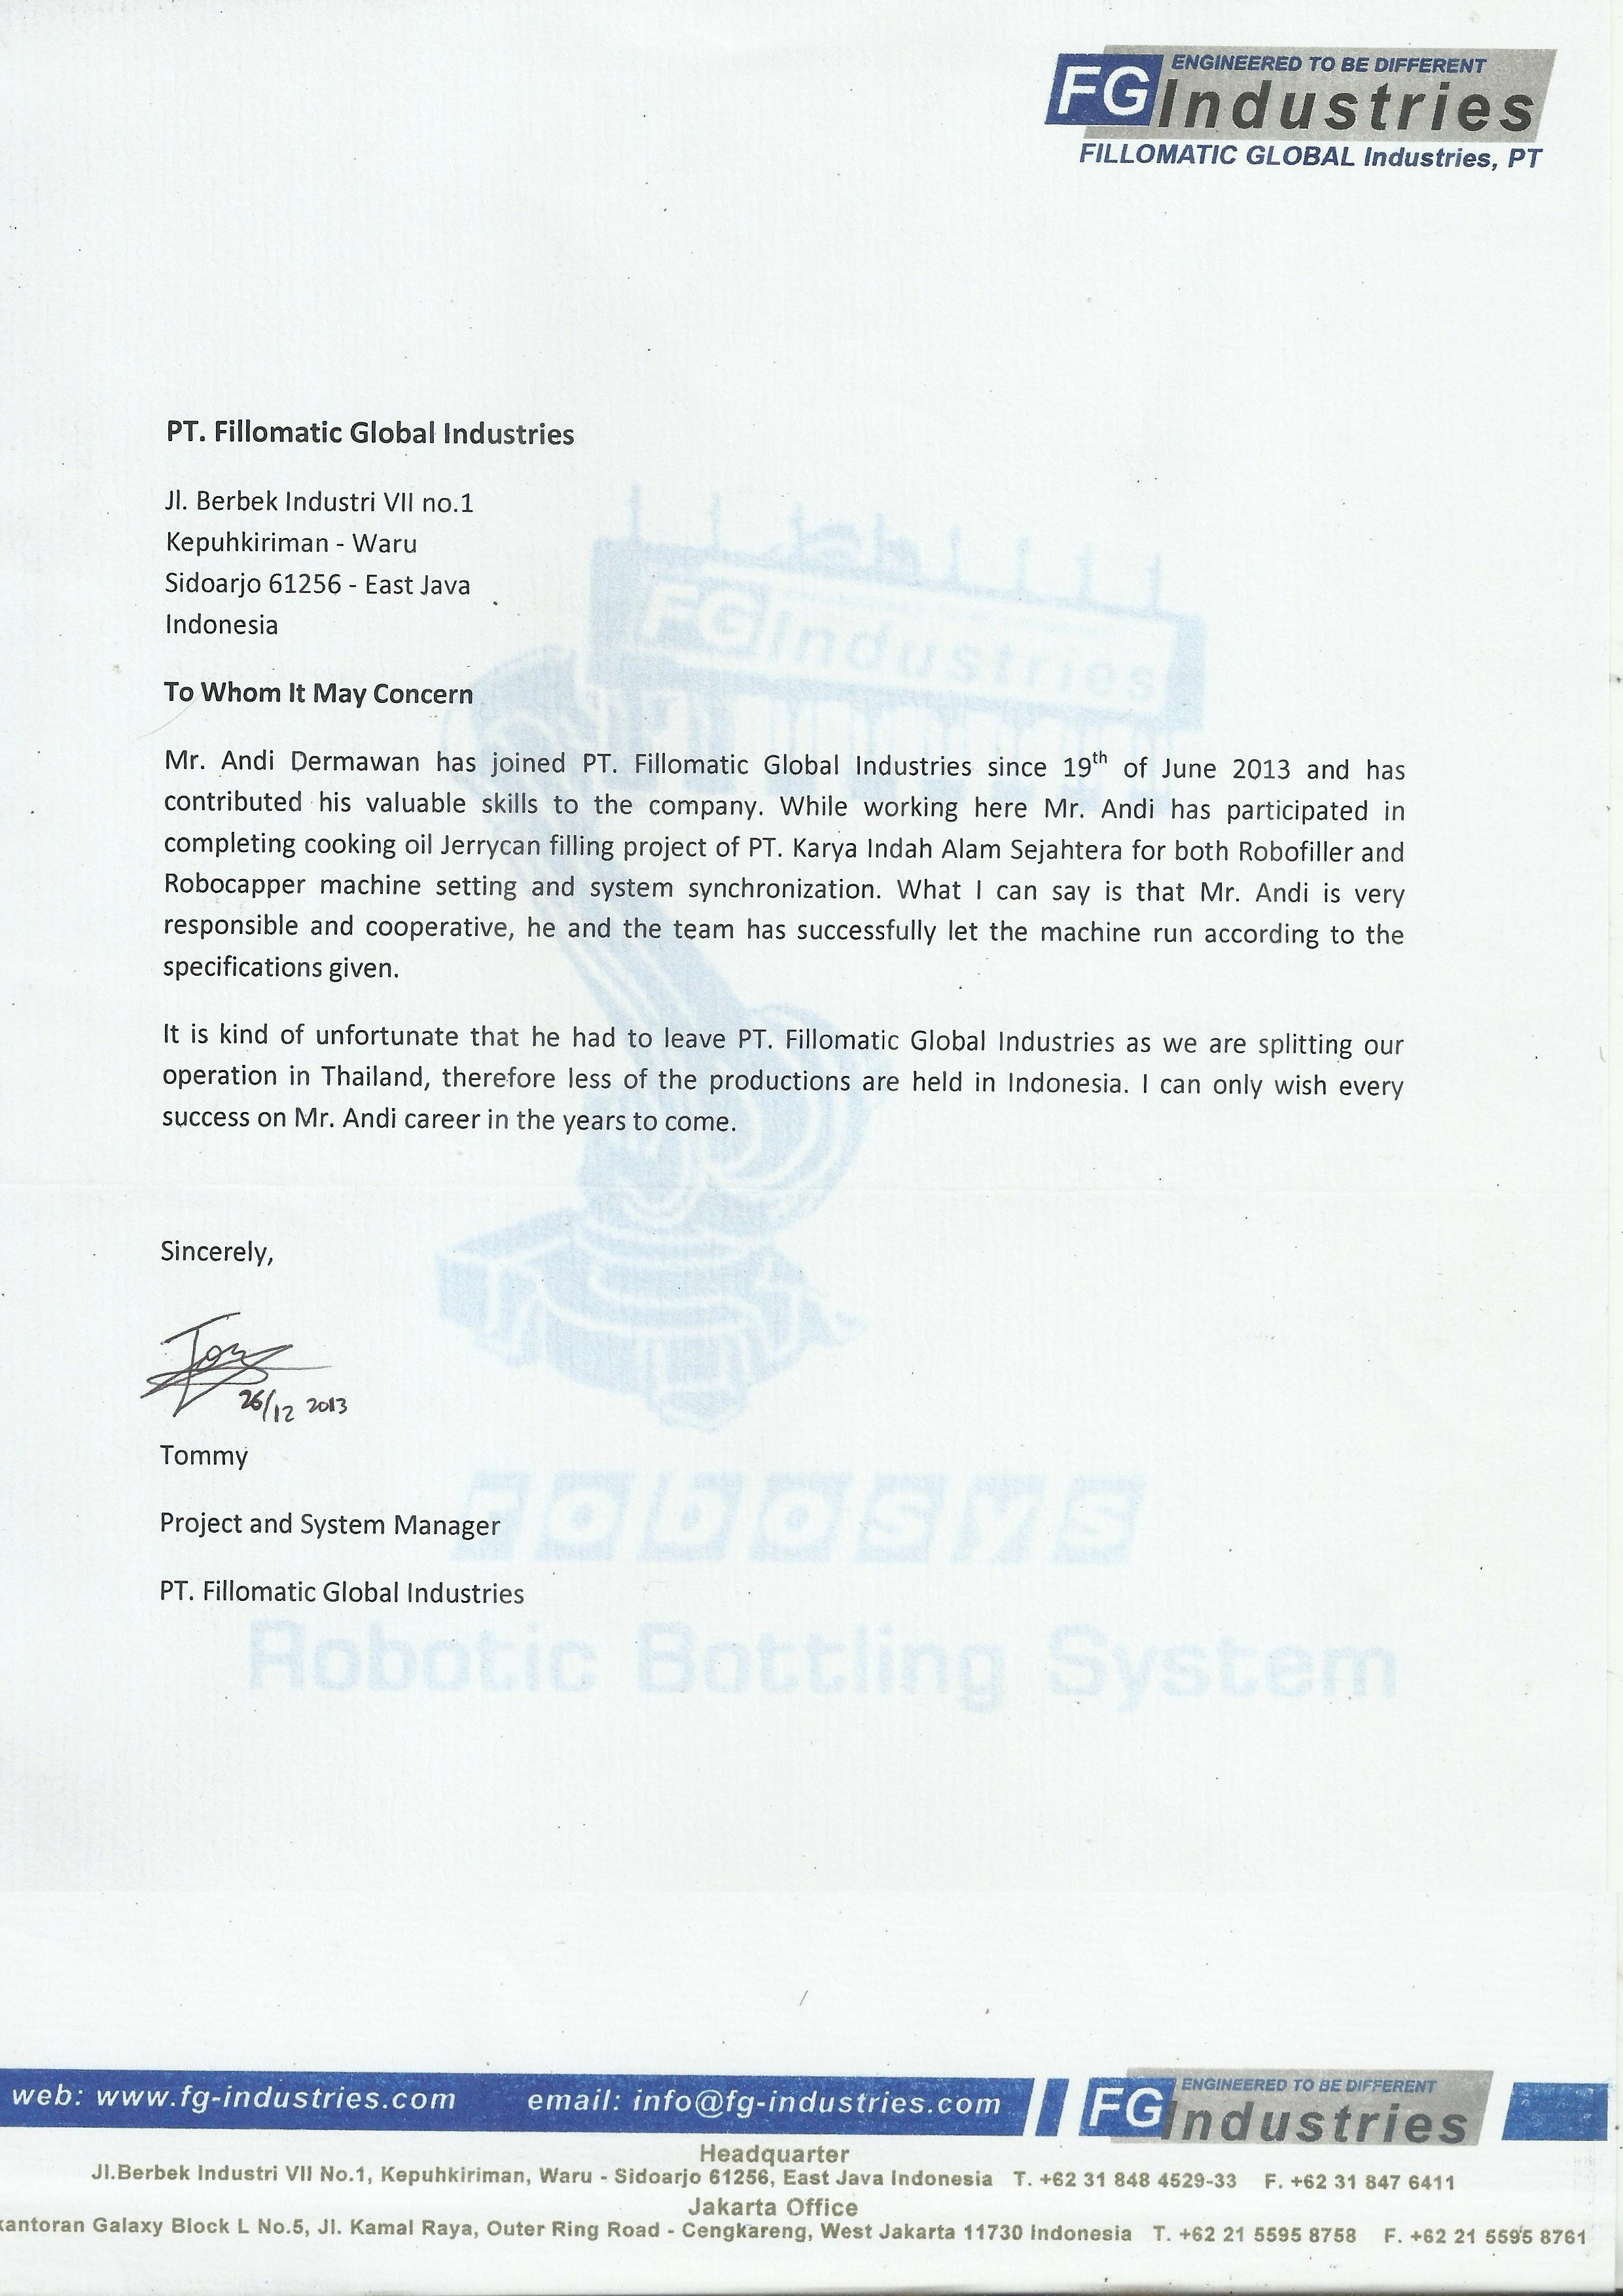 ENGINEERED TO BE DIFFERENT
FG Industries
FILLOMATIC GLOBAL Industries, PT
PT. Fillomatic Global Industries
Jl. Berbek Industri VII no.1
Kepuhkiriman - Waru
Sidoarjo 61256 - East Java
Indonesia
To Whom It May Concern
Mr. Andi Dermawan has joined PT. Fillomatic Global Industries since 19th of June 2013 and has
contributed his valuable skills to the company. While working here Mr. Andi has participated in
completing cooking oil Jerrycan filling project of PT. Karya Indah Alam Sejahtera for both Robofiller and
Robocapper machine setting and system synchronization. What I can say is that Mr. Andi is very
responsible and cooperative, he and the team has successfully let the machine run according to the
specifications given.
It is kind of unfortunate that he had to leave PT. Fillomatic Global Industries as we are splitting our
operation in Thailand, therefore less of the productions are held in Indonesia. I can only wish every
success on Mr. Andi career in the years to come.
Sincerely,
26/12 2013
Tommy
Project and System Manager
PT. Fillomatic Global Industries
FG Industries
Robotic Bottling System
web: www.fg-industries.com email: info@fg-industries.com
ENGINEERED TO BE DIFFERENT
FG Industries
Headquarter
Jl.Berbek Industri VII No.1, Kepuhkiriman, Waru - Sidoarjo 61256, East Java Indonesia T. +62 31 848 4529-33 F. +62 31 847 6411
Jakarta Office
kantoran Galaxy Block L No.5, Jl. Kamal Raya, Outer Ring Road - Cengkareng, West Jakarta 11730 Indonesia T. +62 21 5595 8758 F. +62 21 5595 8761